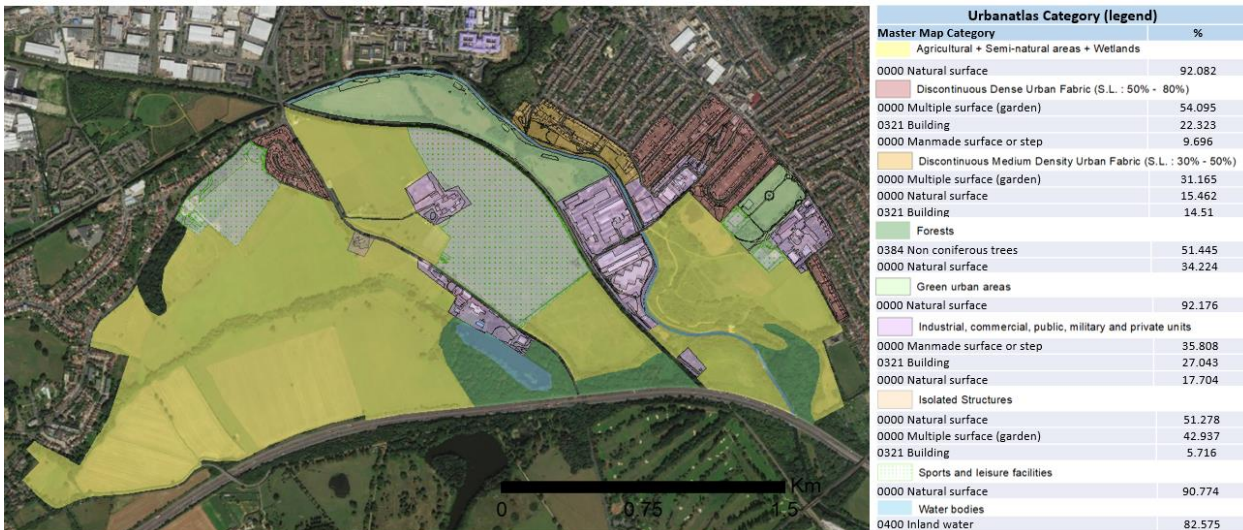 Km
0 0.75 1.5
Urbanatlas Category (legend)
Master Map Category %
Agricultural + Semi-natural areas + Wetlands
0000 Natural surface 92.082
Discontinuous Dense Urban Fabric (S.L. : 50% - 80%)
0000 Multiple surface (garden) 54.095
0321 Building 22.323
0000 Manmade surface or step 9.696
Discontinuous Medium Density Urban Fabric (S.L. : 30% - 50%)
0000 Multiple surface (garden) 31.165
0000 Natural surface 15.462
0321 Building 14.51
Forests
0384 Non coniferous trees 51.445
0000 Natural surface 34.224
Green urban areas
0000 Natural surface 92.176
Industrial, commercial, public, military and private units
0000 Manmade surface or step 35.808
0321 Building 27.043
0000 Natural surface 17.704
Isolated Structures
0000 Natural surface 51.278
0000 Multiple surface (garden) 42.937
0321 Building 5.716
Sports and leisure facilities
0000 Natural surface 90.774
Water bodies
0400 Inland water 82.575